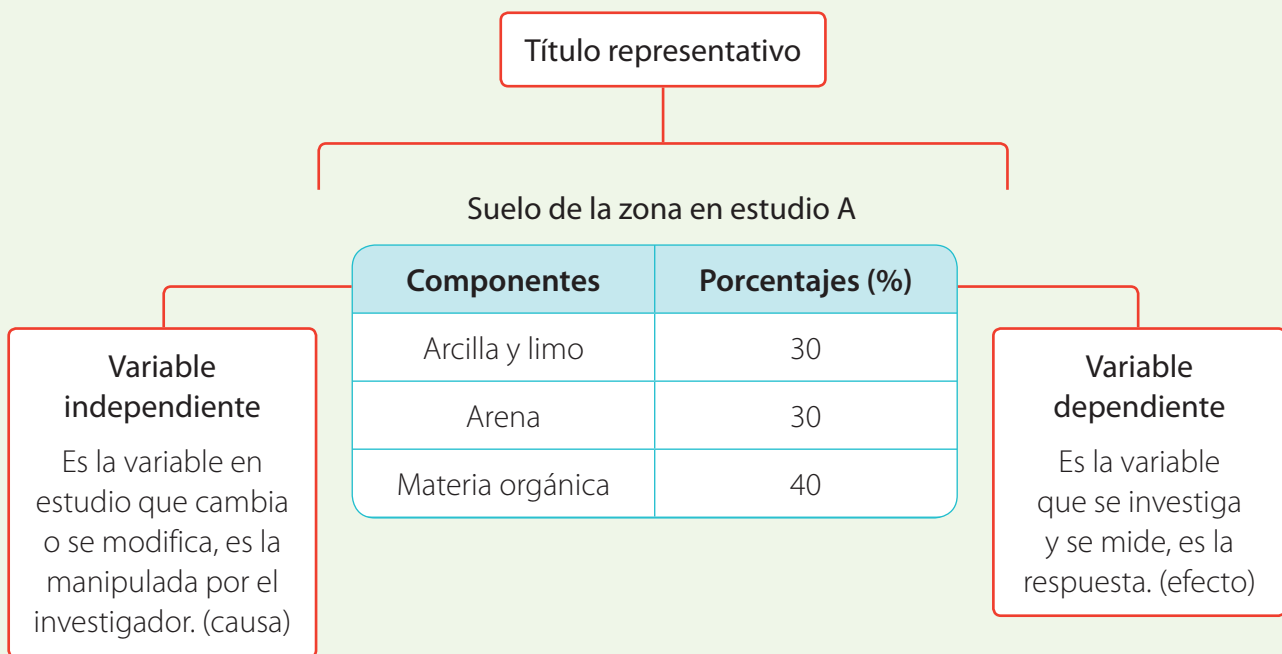 Título representativo
Suelo de la zona en estudio A
Componentes Porcentajes (%)
Arcilla y limo 30
Arena 30
Materia orgánica 40
Variable
independiente
Es la variable en
estudio que cambia
o se modifica, es la
manipulada por el
investigador. (causa)
Variable
dependiente
Es la variable
que se investiga
y se mide, es la
respuesta. (efecto)